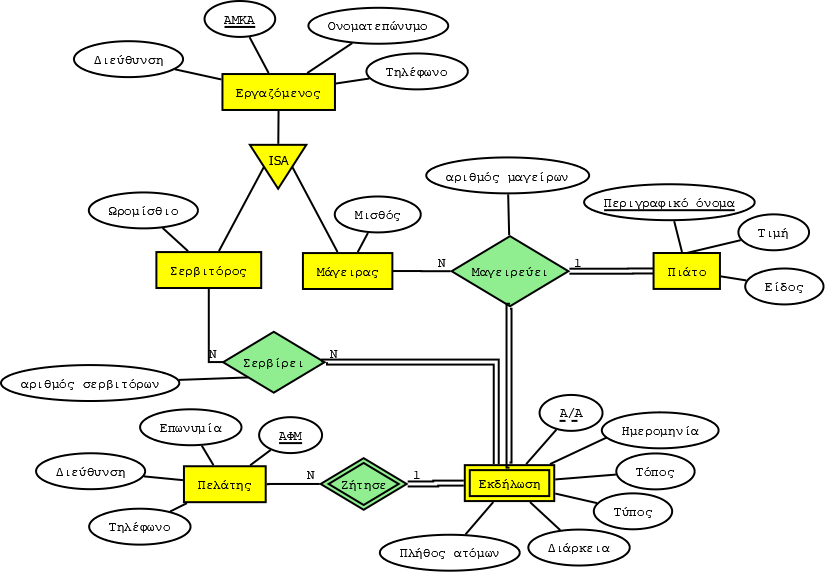 ΑΜΚΑ
Ονοματεπώνυμο
Διεύθυνση
Τηλέφωνο
Εργαζόμενος
ISA
αριθμός μαγείρων
Ωρομίσθιο
Μισθός
Περιγραφικό όνομα
Τιμή
Σερβιτόρος
Μάγειρας
N
Μαγειρεύει
1
Πιάτο
Είδος
N
Σερβίρει
N
αριθμός σερβιτόρων
Επωνυμία
ΑΦΜ
Α/Α
Ημερομηνία
Διεύθυνση
Πελάτης
N
Ζήτησε
1
Εκδήλωση
Τόπος
Τηλέφωνο
Τύπος
Πλήθος ατόμων
Διάρκεια